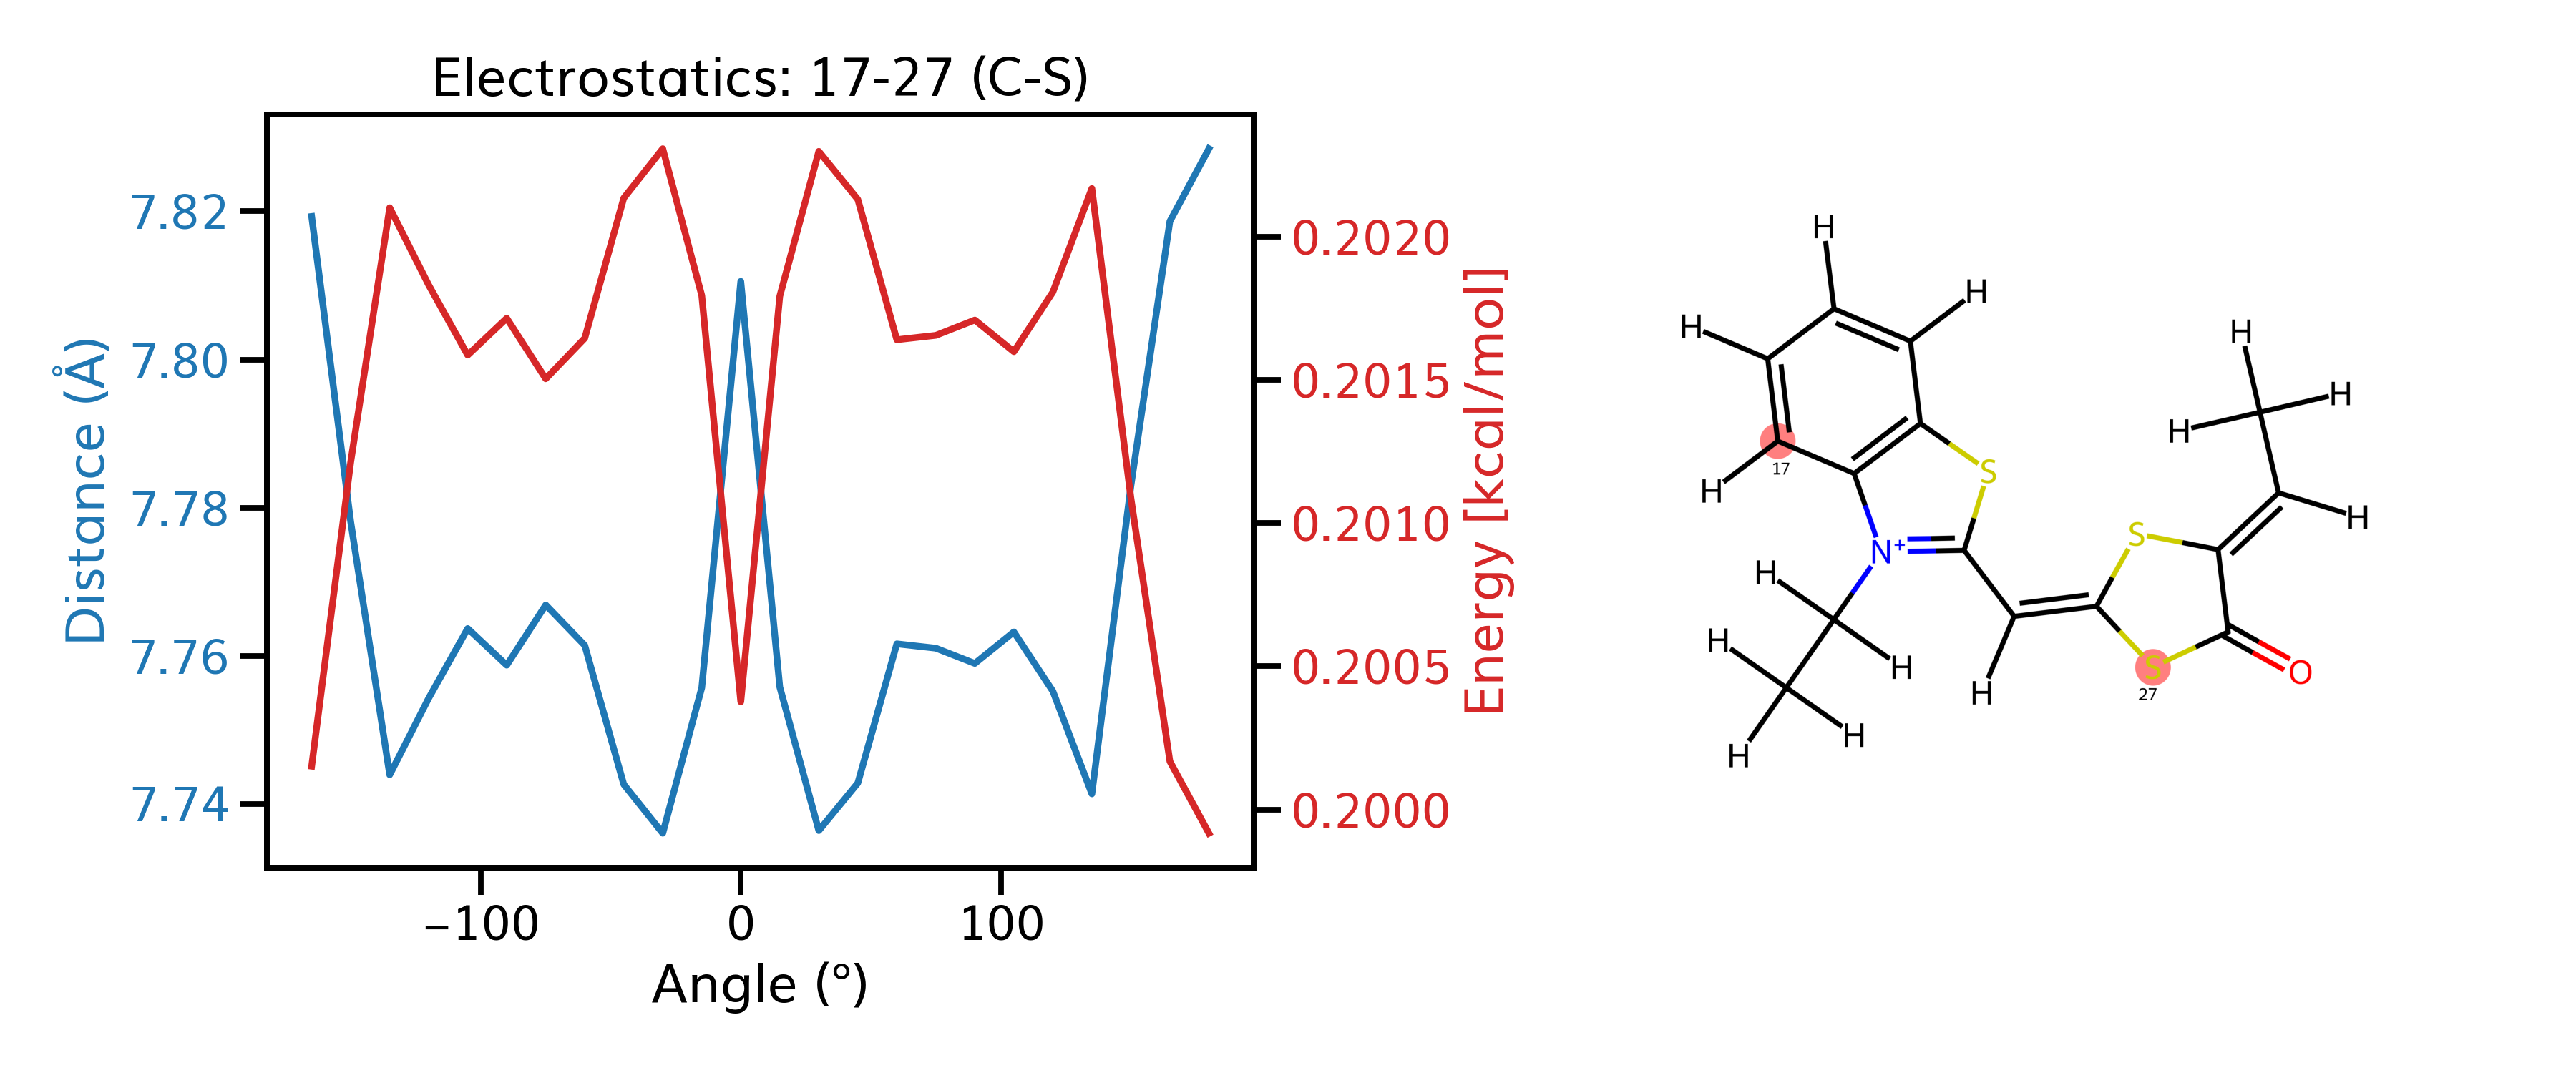 Electrostatics: 17-27 (C-S)
7.82
7.80
7.78
7.76
7.74
Distance (Å)
0.2020
0.2015
0.2010
0.2005
0.2000
Energy [kcal/mol]
−100
0
100
Angle (°)
H
H
H
H
H
H
H
17
S
H
H
S
N⁺
H
H
H
H
S
27
O
H
H
H